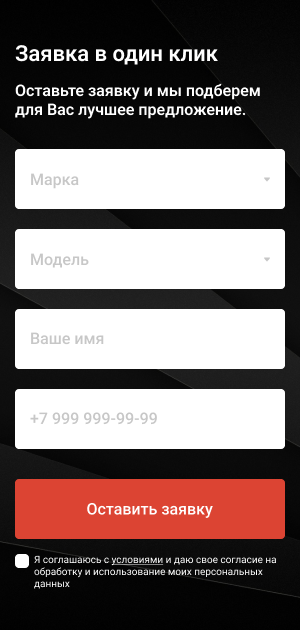 Заявка в один клик
Оставьте заявку и мы подберем
для Вас лучшее предложение.
Марка
Модель
Ваше имя
+7 999 999-99-99
Оставить заявку
Я соглашаюсь с условиями и даю свое согласие на
обработку и использование моих персональных
данных